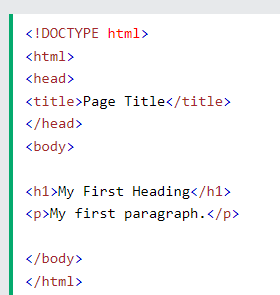 <!DOCTYPE html>
<html>
<head>
<title>Page Title</title>
</head>
<body>
<h1>My First Heading</h1>
<p>My first paragraph.</p>
</body>
</html>